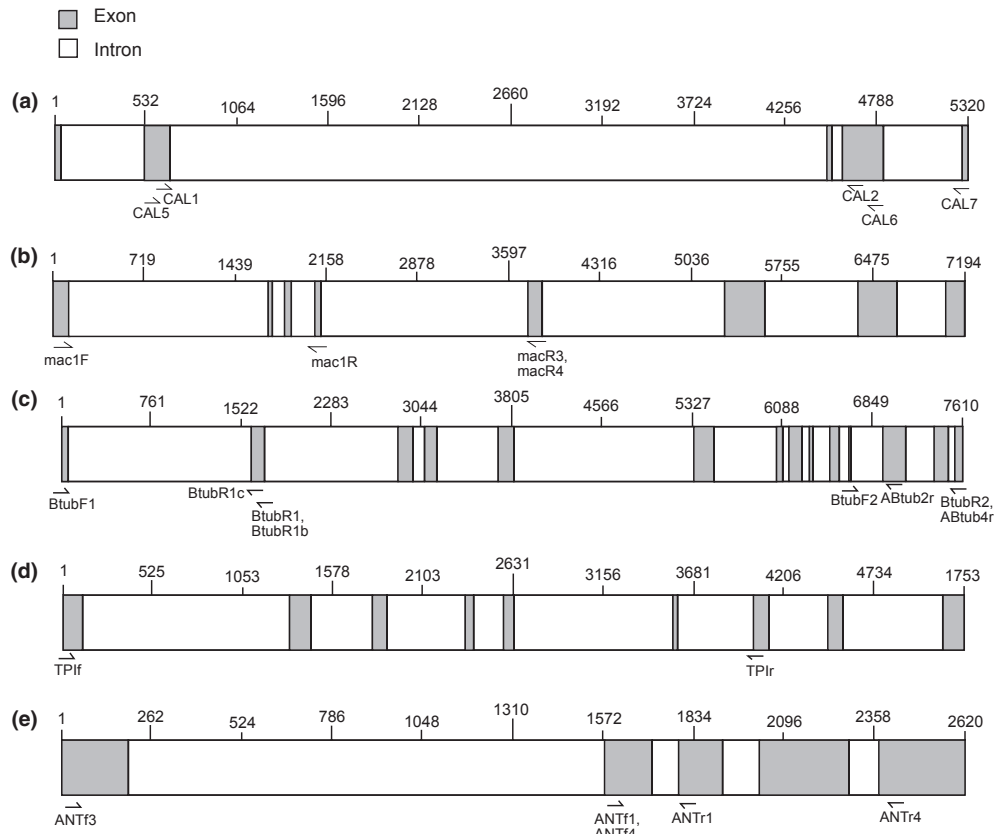 Exon
Intron
(a)
1 532 1064 1596 2128 2660 3192 3724 4256 4788 5320
CAL1
CAL5
CAL2
CAL6
CAL7
(b)
1 719 1439 2158 2878 3597 4316 5036 5755 6475 7194
mac1F
mac1R
macR3,
macR4
(c)
1 761 1522 2283 3044 3805 4566 5327 6088 6849 7610
BtubF1
BtubR1c
BtubR1,
BtubR1b
BtubF2
ABtub2r
BtubR2,
ABtub4r
(d)
1 525 1053 1578 2103 2631 3156 3681 4206 4734 1753
TPIf
TPIr
(e)
1 262 524 786 1048 1310 1572 1834 2096 2358 2620
ANTf3
ANTf1,
ANTf4
ANTr1
ANTr4